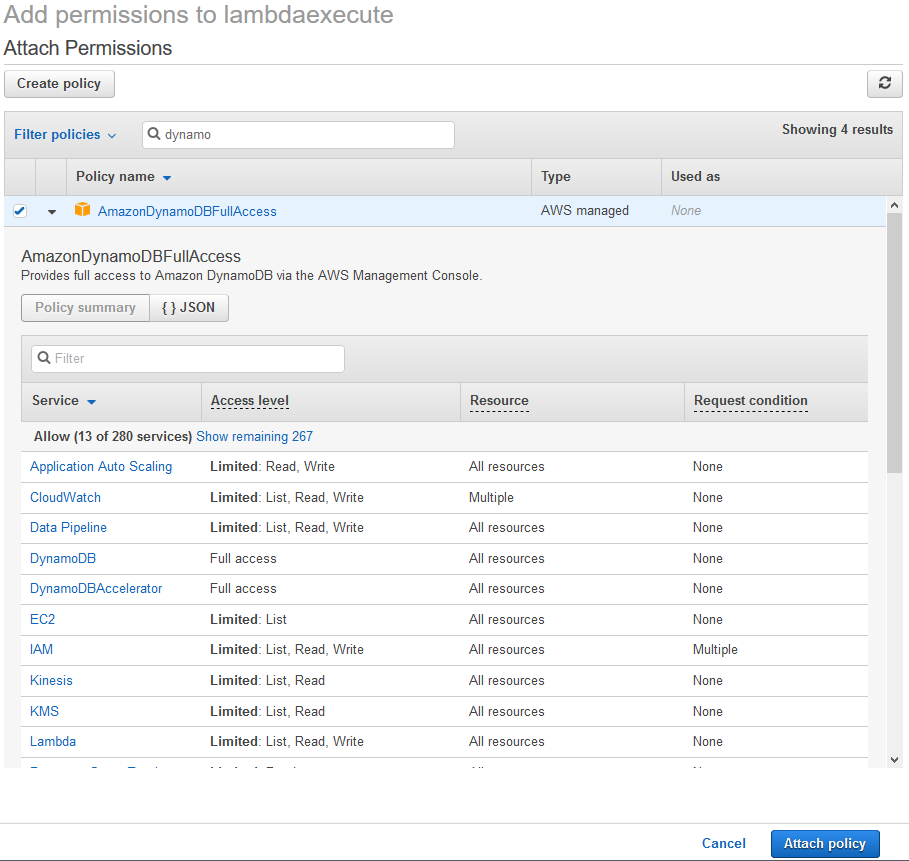 Add permissions to lambdaexecute
Attach Permissions
Create policy
Filter policies dynamo Showing 4 results
Policy name Type Used as
AmazonDynamoDBFullAccess AWS managed None
AmazonDynamoDBFullAccess
Provides full access to Amazon DynamoDB via the AWS Management Console.
Policy summary { } JSON
Filter
Service Access level Resource Request condition
Allow (13 of 280 services) Show remaining 267
Application Auto Scaling Limited: Read, Write All resources None
CloudWatch Limited: List, Read, Write Multiple None
Data Pipeline Limited: List, Read, Write All resources None
DynamoDB Full access All resources None
DynamoDBAccelerator Full access All resources None
EC2 Limited: List All resources None
IAM Limited: List, Read, Write All resources Multiple
Kinesis Limited: List, Read All resources None
KMS Limited: List, Read All resources None
Lambda Limited: List, Read, Write All resources None
Cancel Attach policy